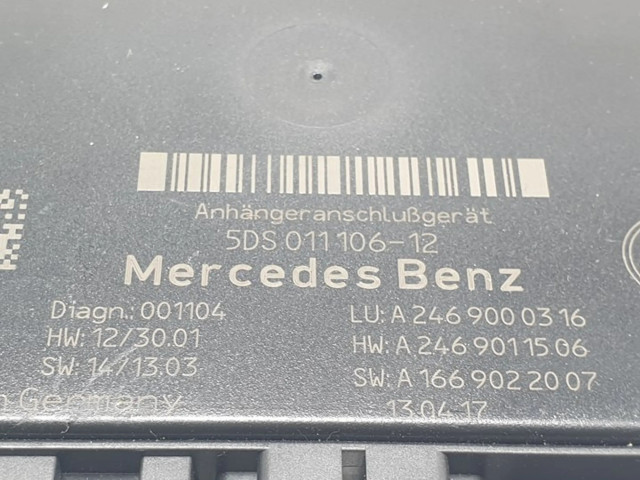 Anhängeranschlußgerät
5DS 011 106-12
Mercedes Benz
Diagn.: 001104
HW: 12/30.01
SW: 14/13.03
LU: A 246 900 03 16
HW: A 246 901 15 06
SW: A 166 902 20 07
Germany
13.04.17